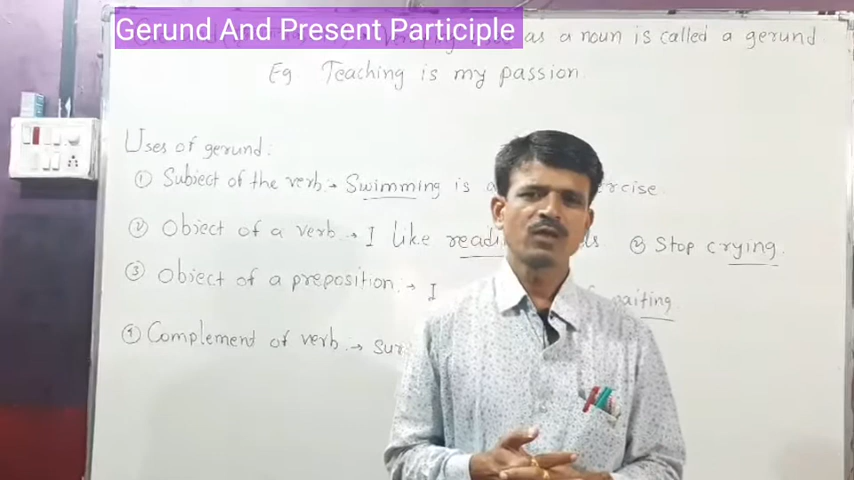 Gerund And Present Participle
as a noun is called a gerund
Eg. Teaching is my passion.
Uses of gerund:
① Subject of the verb → Swimming is a
② Object of a verb → I like ② Stop crying.
③ Object of a preposition → I
④ Complement of verb →